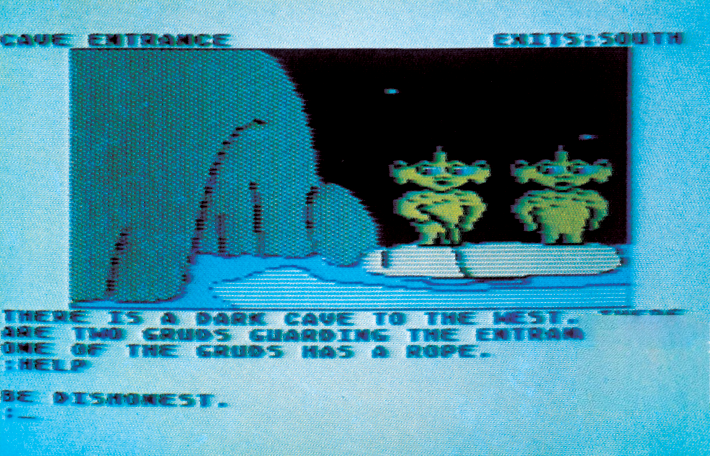 CAVE ENTRANCE EXITS:SOUTH
THERE IS A DARK CAVE TO THE WEST. THERE
ARE TWO GRUDS GUARDING THE ENTRAN
ONE OF THE GRUDS HAS A ROPE.
:HELP
BE DISHONEST.
:_